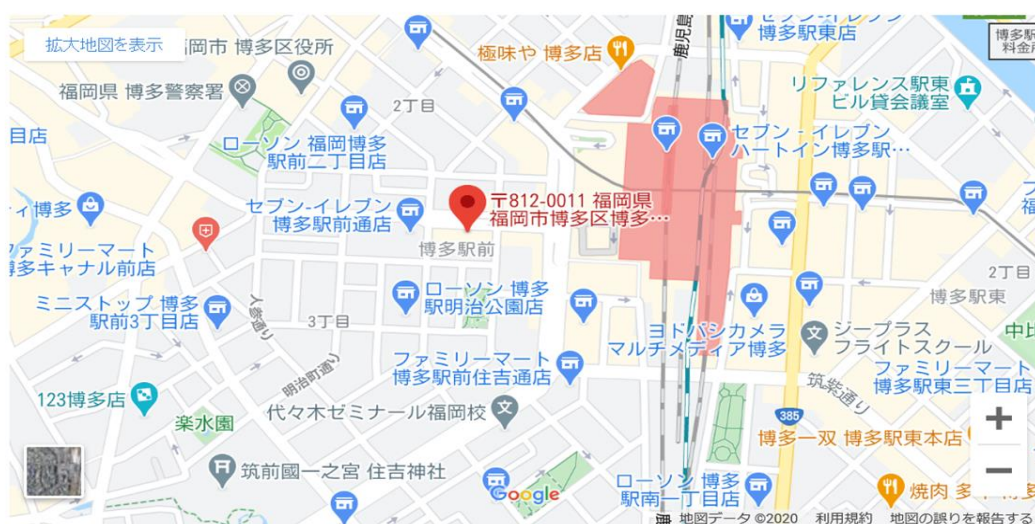 拡大地図を表示
福岡市 博多区役所
福岡県 博多警察署
2丁目
極味や 博多店
鹿児島
セブン-イレブン
博多駅東店
博多駅
リファレンス駅東
ビル貸会議室
丁目店
ローソン 福岡博多
駅前二丁目店
セブン-イレブン
ハートイン博多駅…
〒812-0011 福岡県
福岡市博多区博多…
セブン-イレブン
博多駅前通店
博多駅前
ティ博多
ファミリーマート
博多キャナル前店
ミニストップ 博多
駅前3丁目店
ローソン 博多
駅明治公園店
3丁目
明治町通り
2丁目
博多駅東
ヨドバシカメラ
マルチメディア博多
ジープラス
フライトスクール
中比
ファミリーマート
博多駅前住吉通店
ファミリーマート
博多駅東三丁目店
筑紫通り
123博多店
楽水園
代々木ゼミナール福岡校
385
博多一双 博多駅東本店
筑前國一之宮 住吉神社
ローソン 博多
駅南一丁目店
焼肉
Google
地図データ ©2020
利用規約
地図の誤りを報告する